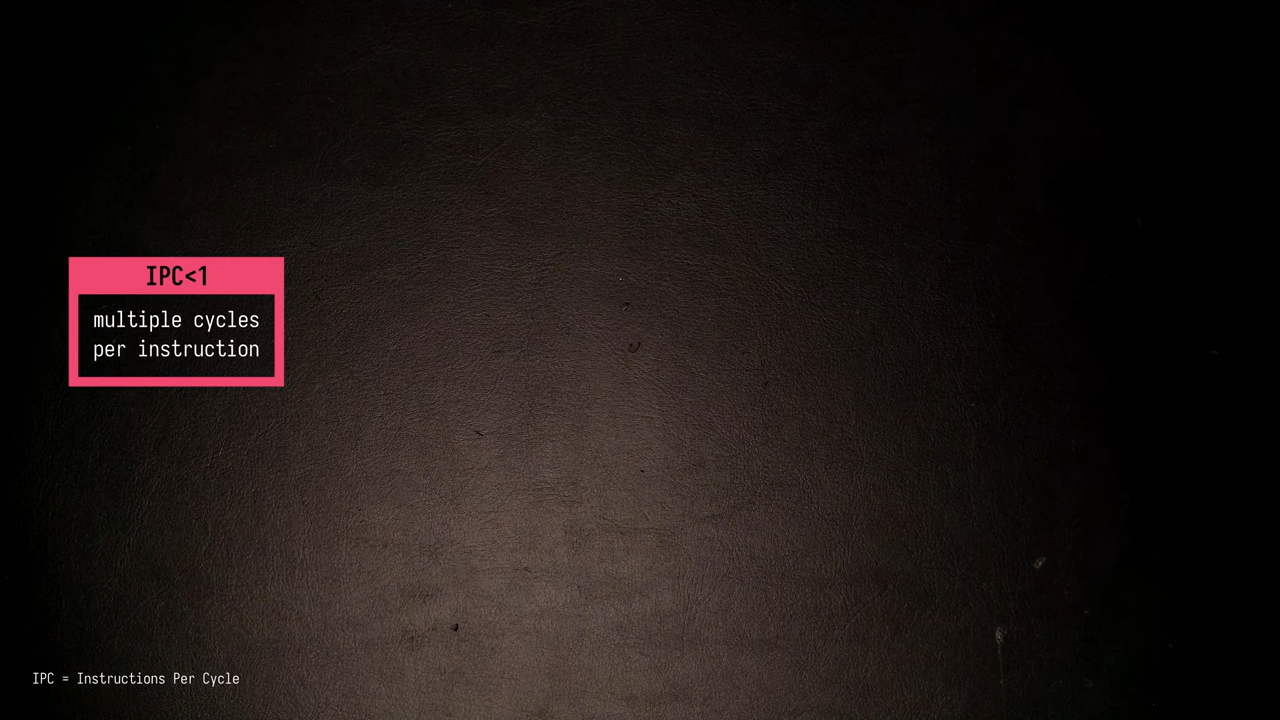 IPC<1
multiple cycles
per instruction
IPC = Instructions Per Cycle